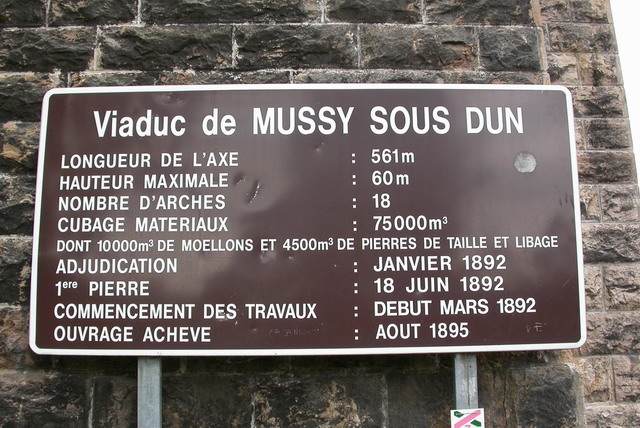 Viaduc de MUSSY SOUS DUN
LONGUEUR DE L'AXE : 561m
HAUTEUR MAXIMALE : 60m
NOMBRE D'ARCHES : 18
CUBAGE MATERIAUX : 75000m³
DONT 10000m³ DE MOELLONS ET 4500m³ DE PIERRES DE TAILLE ET LIBAGE
ADJUDICATION : JANVIER 1892
1ere PIERRE : 18 JUIN 1892
COMMENCEMENT DES TRAVAUX : DEBUT MARS 1892
OUVRAGE ACHEVE : AOUT 1895